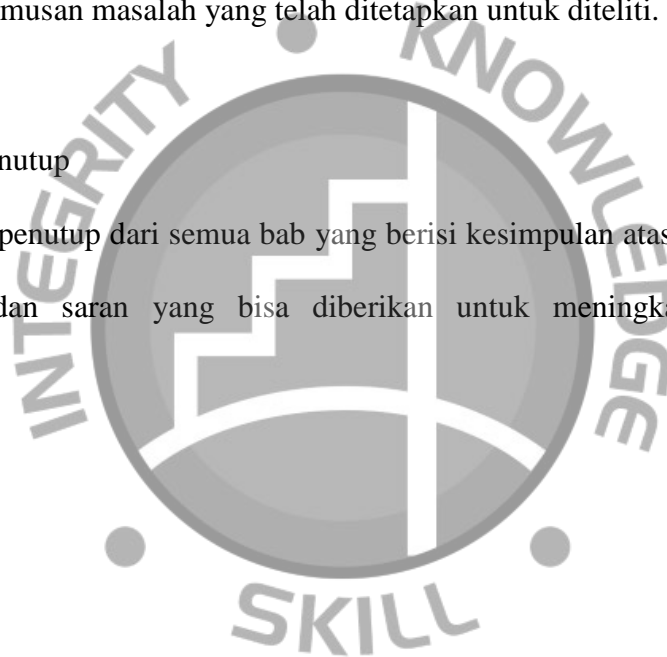 musan masalah yang telah ditetapkan untuk diteliti.
nutup
penutup dari semua bab yang berisi kesimpulan atas
dan saran yang bisa diberikan untuk meningka
INTEGRITY
KNOWLEDGE
SKILL